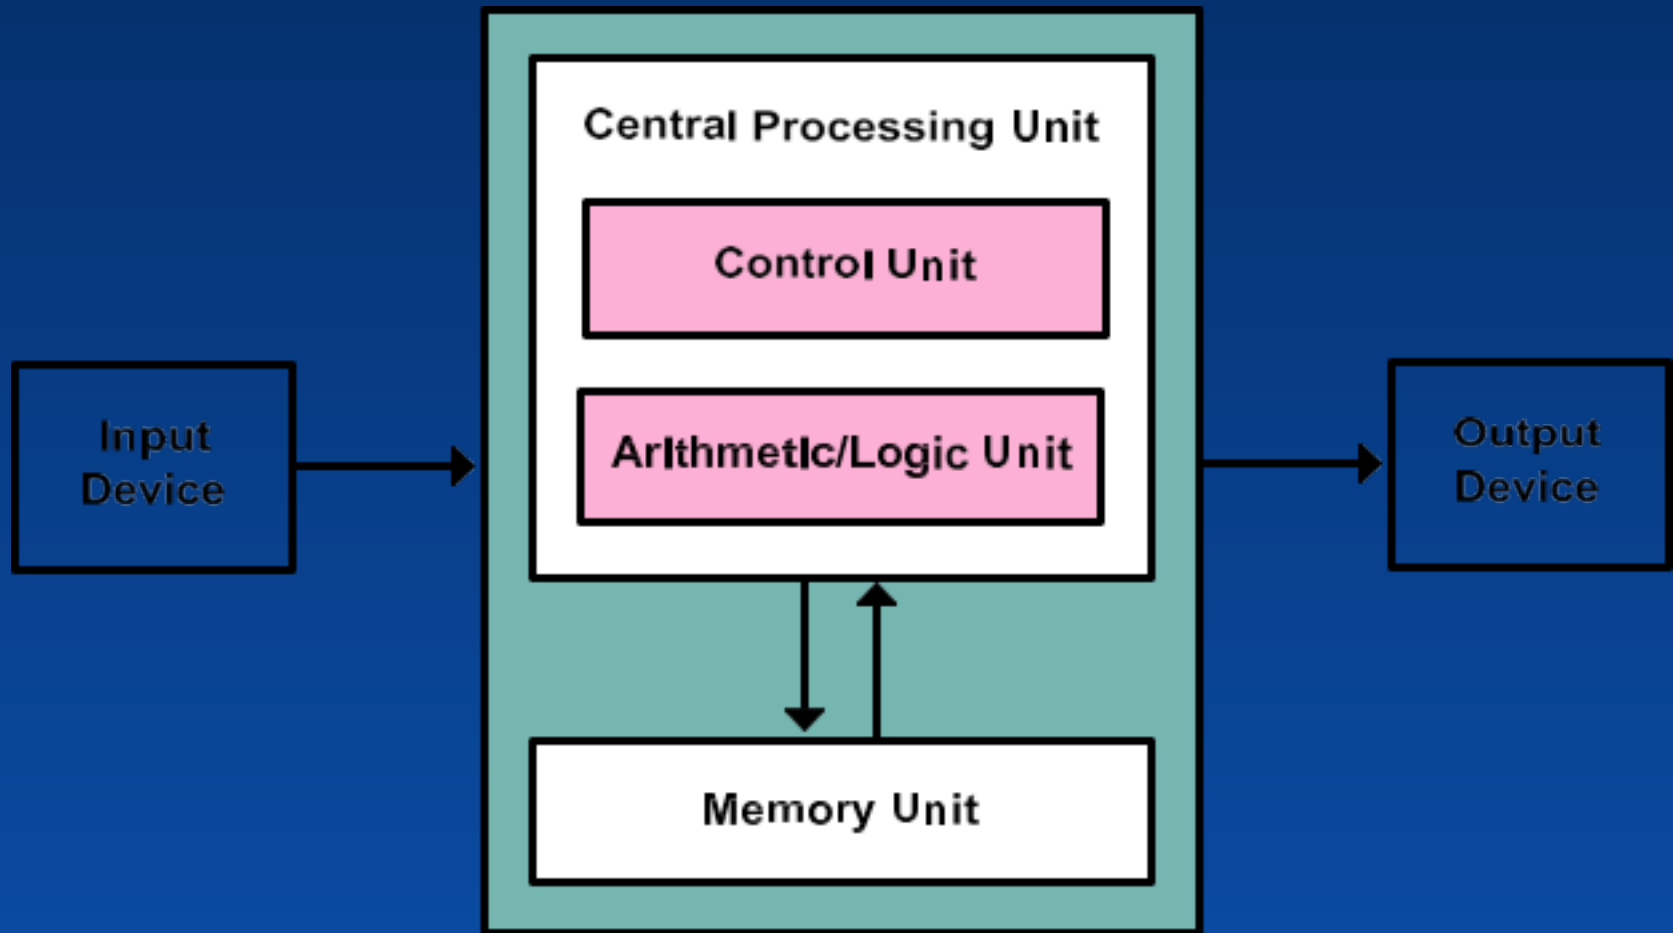 Central Processing Unit
Control Unit
Arithmetic/Logic Unit
Input
Device
Output
Device
Memory Unit